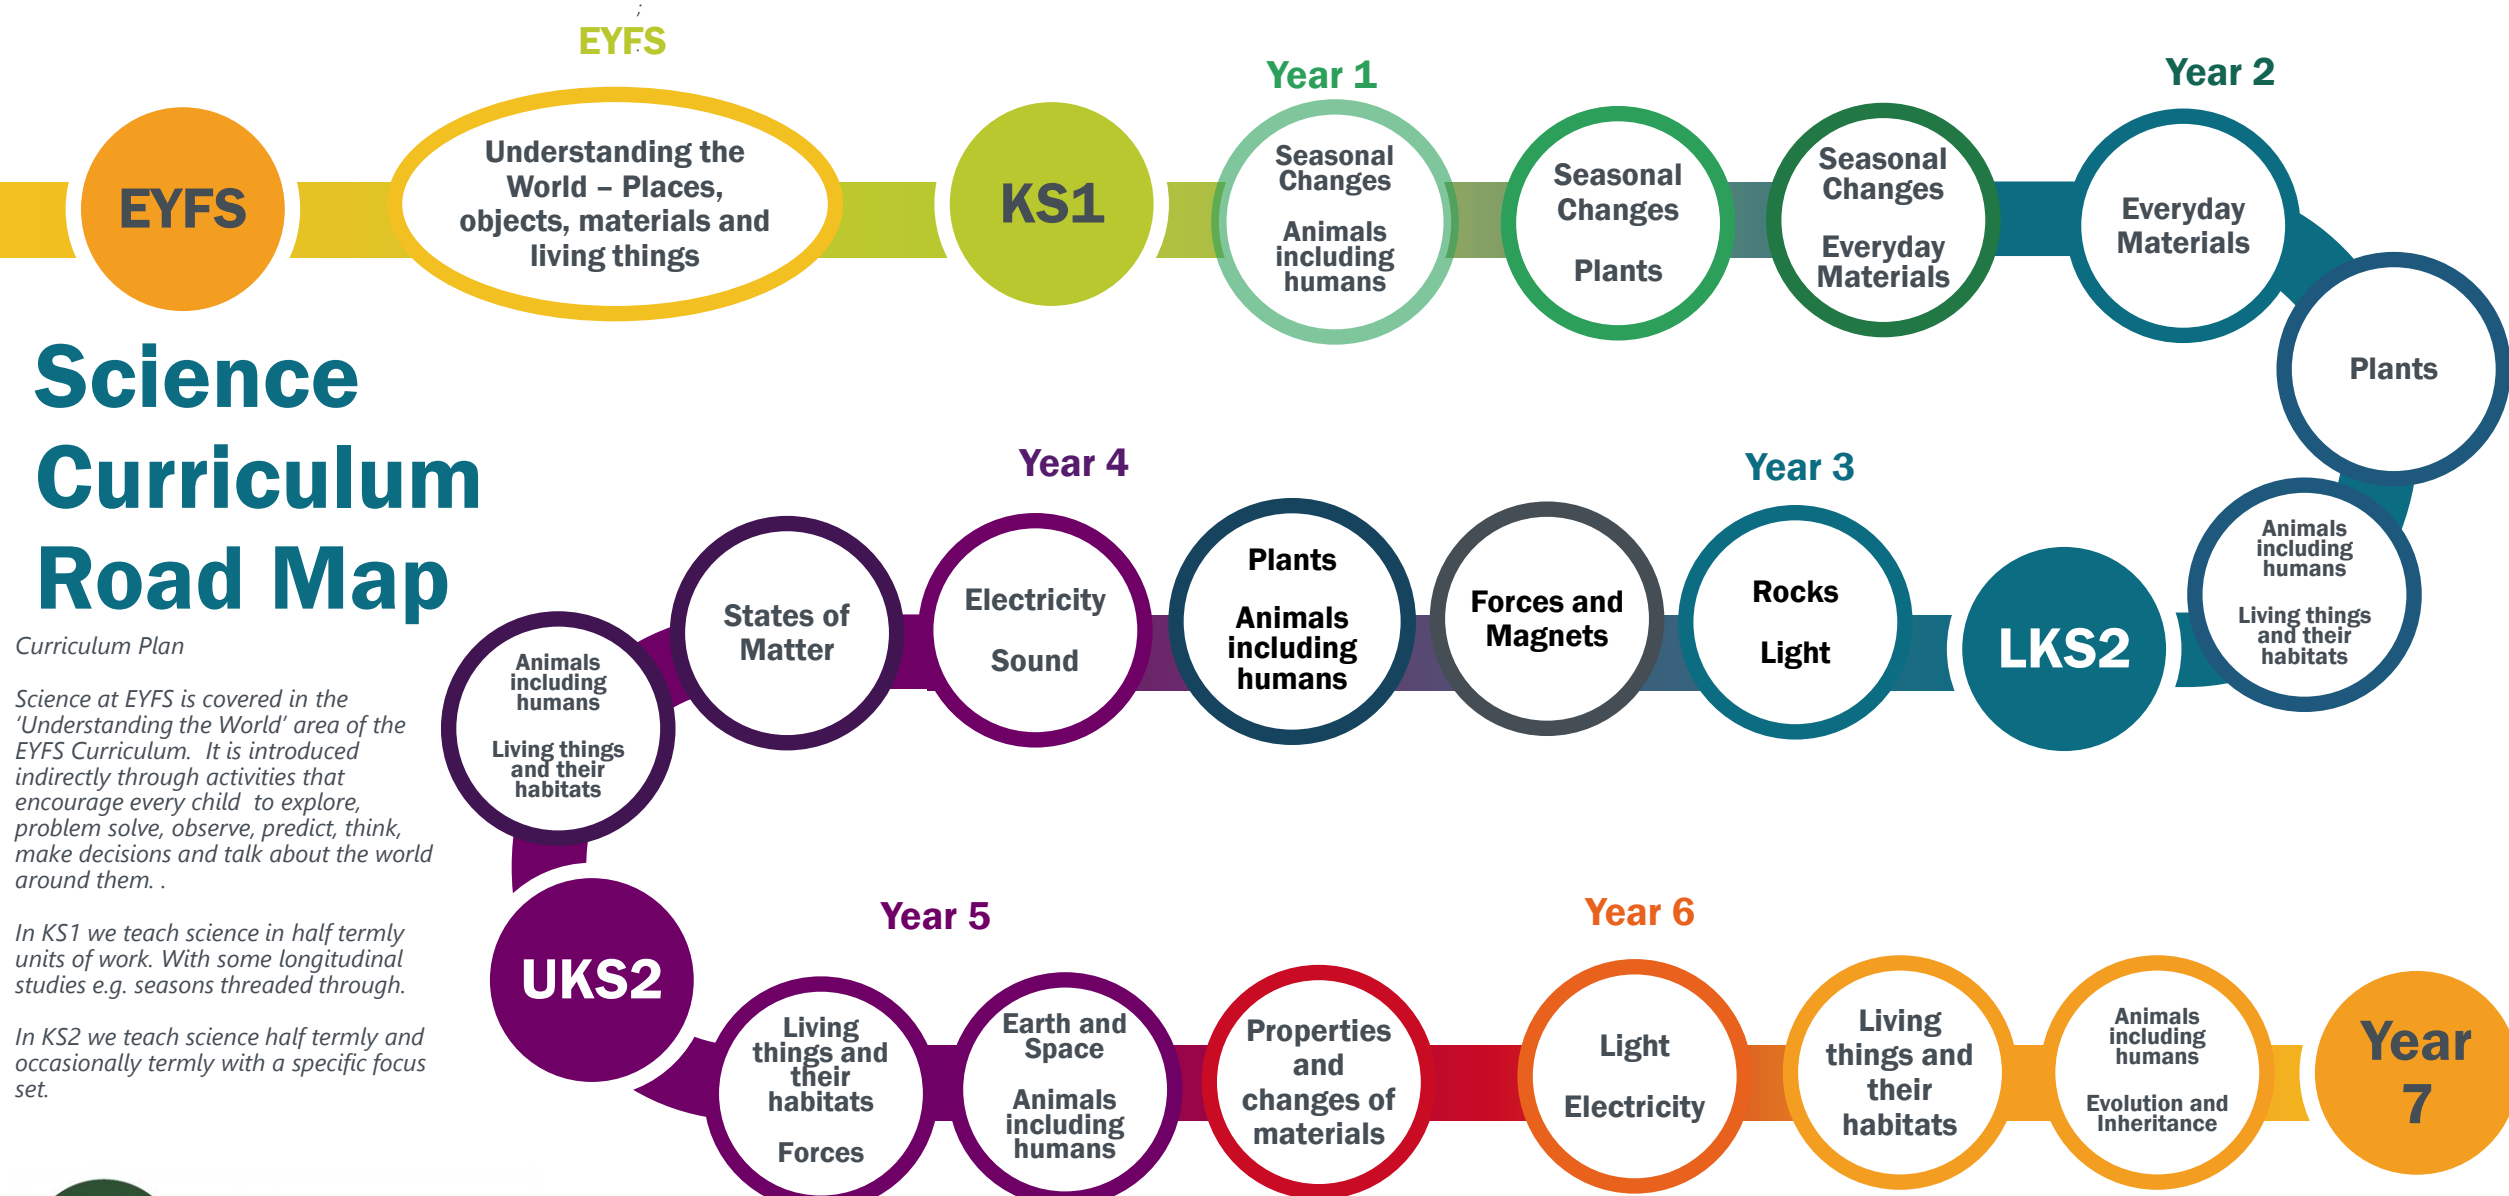 ;
EYFS
EYFS
Understanding the
World – Places,
objects, materials and
living things
KS1
Year 1
Seasonal
Changes
Animals
including
humans
Seasonal
Changes
Plants
Seasonal
Changes
Everyday
Materials
Year 2
Everyday
Materials
Plants
Animals
including
humans
Living things
and their
habitats
LKS2
Year 3
Rocks
Light
Forces and
Magnets
Plants
Animals
including
humans
Year 4
Electricity
Sound
States of
Matter
Animals
including
humans
Living things
and their
habitats
UKS2
Year 5
Living
things and
their
habitats
Forces
Earth and
Space
Animals
including
humans
Properties
and
changes of
materials
Year 6
Light
Electricity
Living
things and
their
habitats
Animals
including
humans
Evolution and
Inheritance
Year
7
Science
Curriculum
Road Map
Curriculum Plan
Science at EYFS is covered in the
‘Understanding the World’ area of the
EYFS Curriculum.  It is introduced
indirectly through activities that
encourage every child  to explore,
problem solve, observe, predict, think,
make decisions and talk about the world
around them. .
In KS1 we teach science in half termly
units of work. With some longitudinal
studies e.g. seasons threaded through.
In KS2 we teach science half termly and
occasionally termly with a specific focus
set.